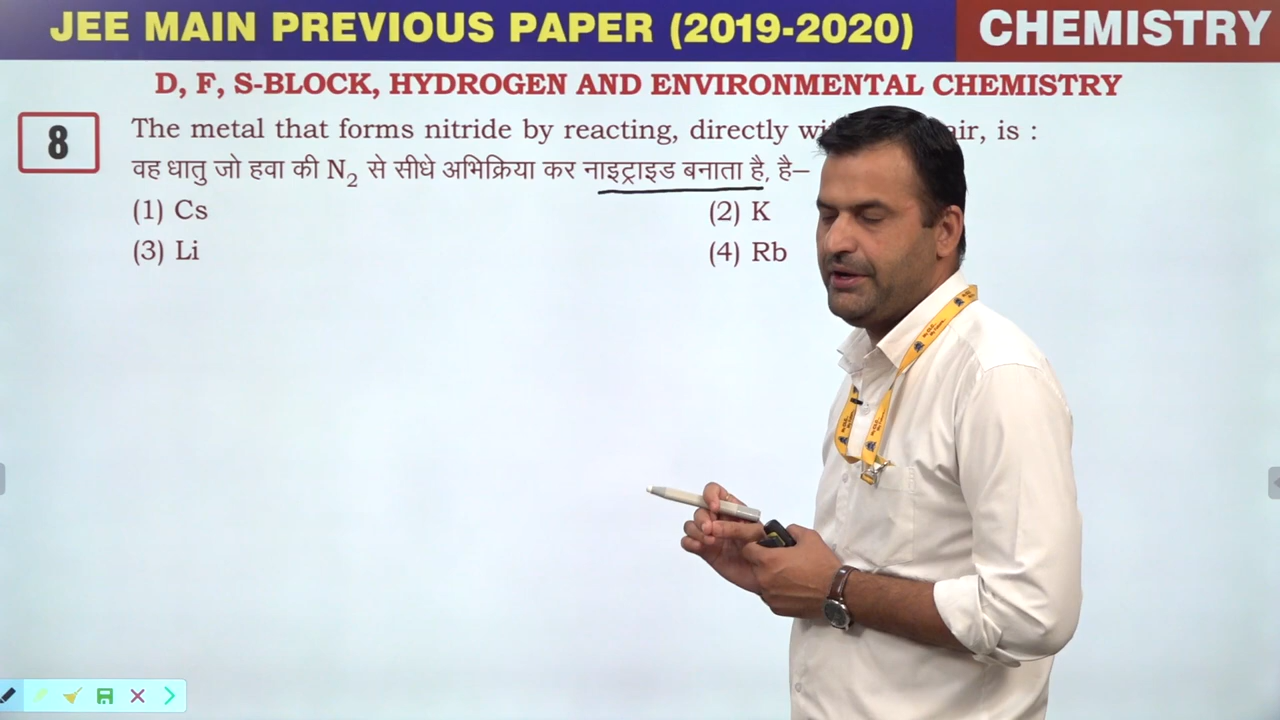 JEE MAIN PREVIOUS PAPER (2019-2020)
CHEMISTRY
D, F, S-BLOCK, HYDROGEN AND ENVIRONMENTAL CHEMISTRY
8
The metal that forms nitride by reacting, directly air, is :
वह धातु जो हवा की N₂ से सीधे अभिक्रिया कर नाइट्राइड बनाता है, है–
(1) Cs (2) K
(3) Li (4) Rb